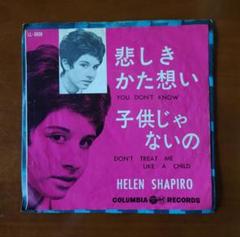 悲しき
かた想い
YOU DON'T KNOW
子供じゃ
ないの
DON'T TREAT ME
LIKE A CHILD
HELEN SHAPIRO
COLUMBIA RECORDS